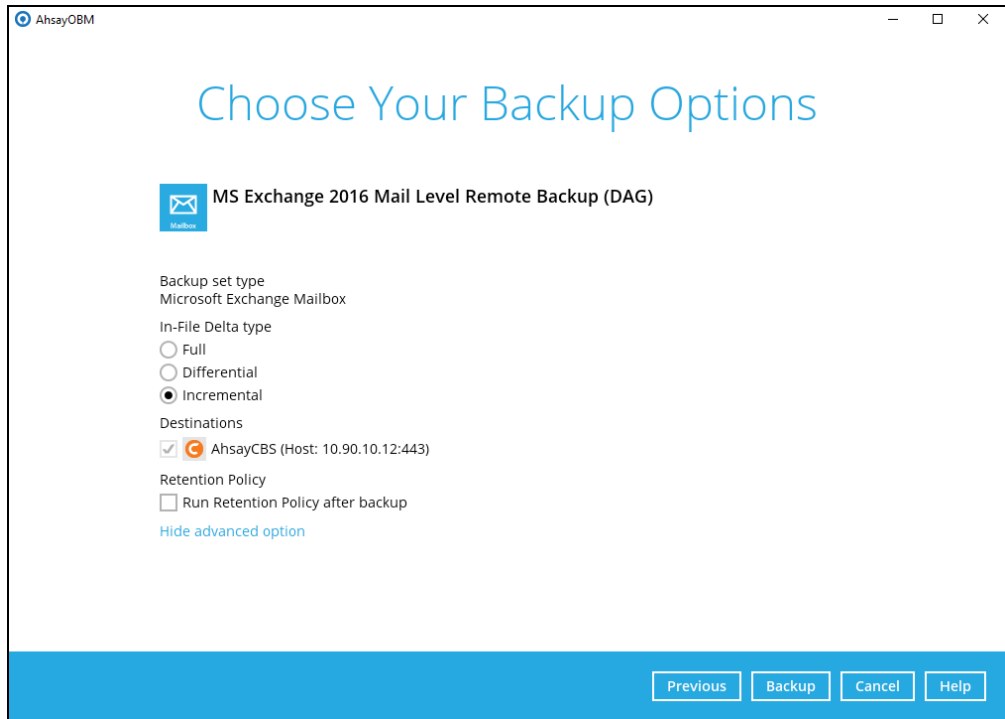 AhsayOBM
Choose Your Backup Options
MS Exchange 2016 Mail Level Remote Backup (DAG)
Mailbox
Backup set type
Microsoft Exchange Mailbox
In-File Delta type
Full
Differential
Incremental
Destinations
AhsayCBS (Host: 10.90.10.12:443)
Retention Policy
Run Retention Policy after backup
Hide advanced option
Previous
Backup
Cancel
Help